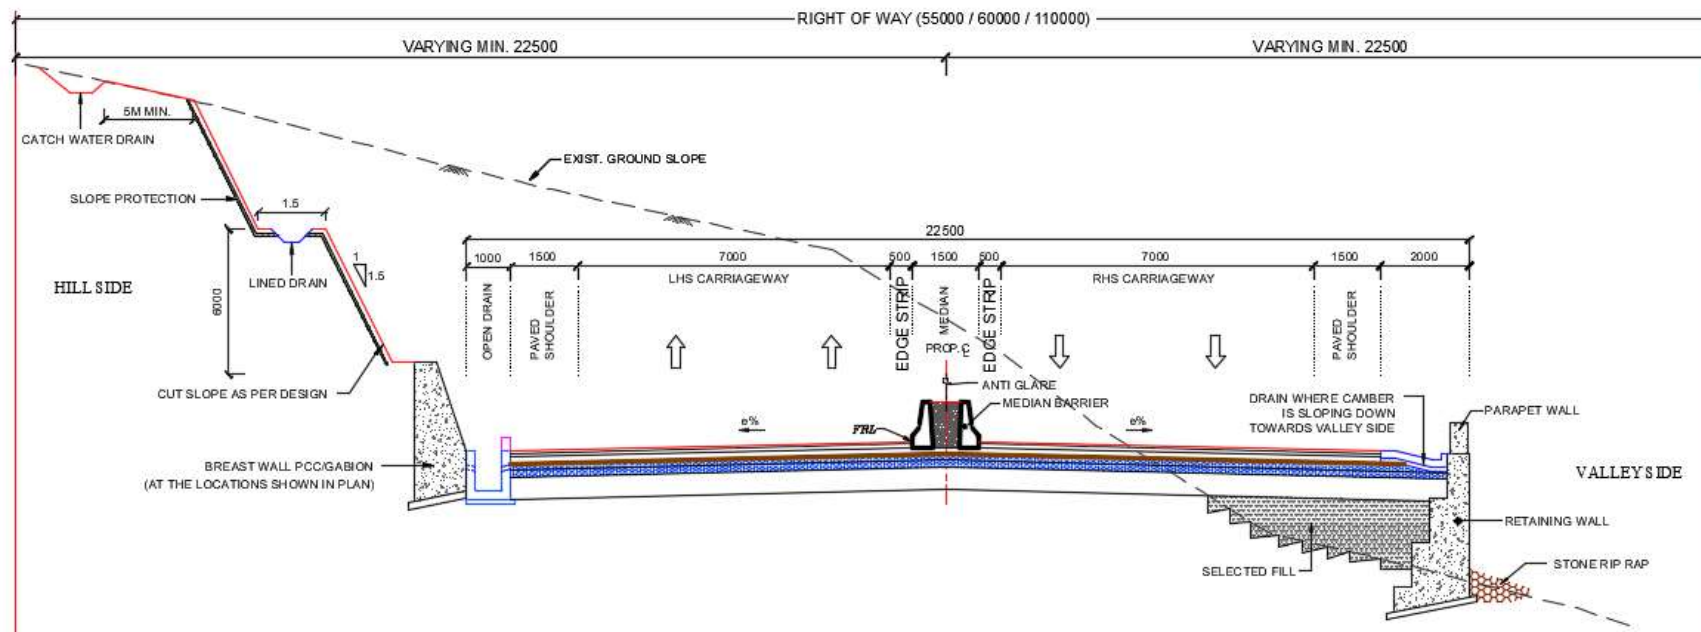 RIGHT OF WAY (55000 / 60000 / 110000)
VARYING MIN. 22500
VARYING MIN. 22500
5M MIN.
CATCH WATER DRAIN
EXIST. GROUND SLOPE
SLOPE PROTECTION
1.5
22500
1000
1500
7000
500
1500
500
7000
1500
2000
LHS CARRIAGEWAY
RHS CARRIAGEWAY
1
1.5
LINED DRAIN
HILL SIDE
6000
OPEN DRAIN
PAVED
SHOULDER
EDGE STRIP
MEDIAN
EDGE STRIP
PAVED
SHOULDER
PROP. ℄
ANTI GLARE
CUT SLOPE AS PER DESIGN
MEDIAN BARRIER
DRAIN WHERE CAMBER
IS SLOPING DOWN
TOWARDS VALLEY SIDE
PARAPET WALL
e%
FRL
e%
BREAST WALL PCC/GABION
(AT THE LOCATIONS SHOWN IN PLAN)
VALLEY SIDE
RETAINING WALL
SELECTED FILL
STONE RIP RAP